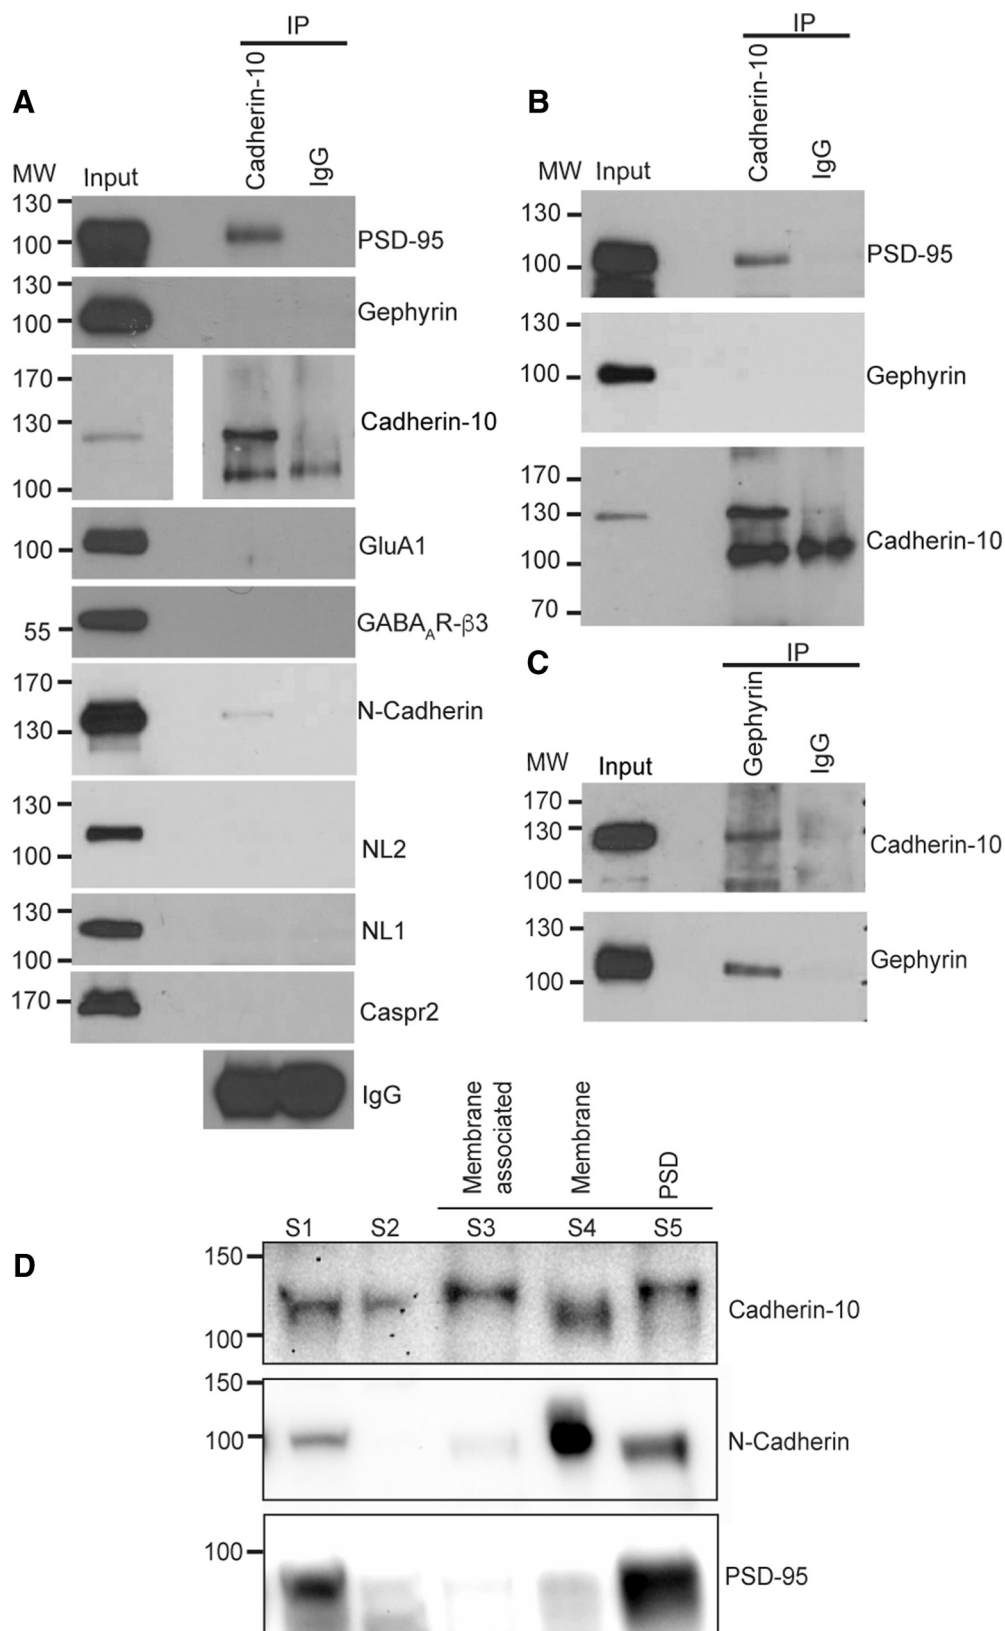 A
IP
Cadherin-10
IgG
MW
Input
130
100
PSD-95
130
100
Gephyrin
170
130
100
Cadherin-10
100
GluA1
55
GABAAR-β3
170
130
N-Cadherin
130
100
NL2
130
100
NL1
170
Caspr2
IgG
B
IP
Cadherin-10
IgG
MW
Input
130
100
PSD-95
130
100
Gephyrin
170
130
100
70
Cadherin-10
C
IP
Gephyrin
IgG
MW
Input
170
130
100
Cadherin-10
130
100
Gephyrin
D
Membrane
associated
Membrane
PSD
S1
S2
S3
S4
S5
150
100
Cadherin-10
150
100
N-Cadherin
100
PSD-95